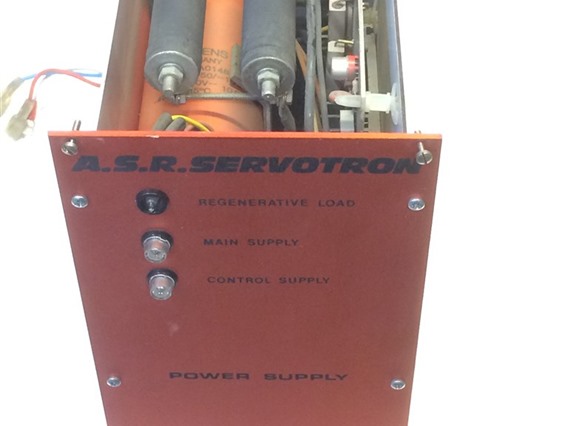 A.S.R.SERVOTRON
REGENERATIVE LOAD
MAIN SUPPLY
CONTROL SUPPLY
POWER SUPPLY